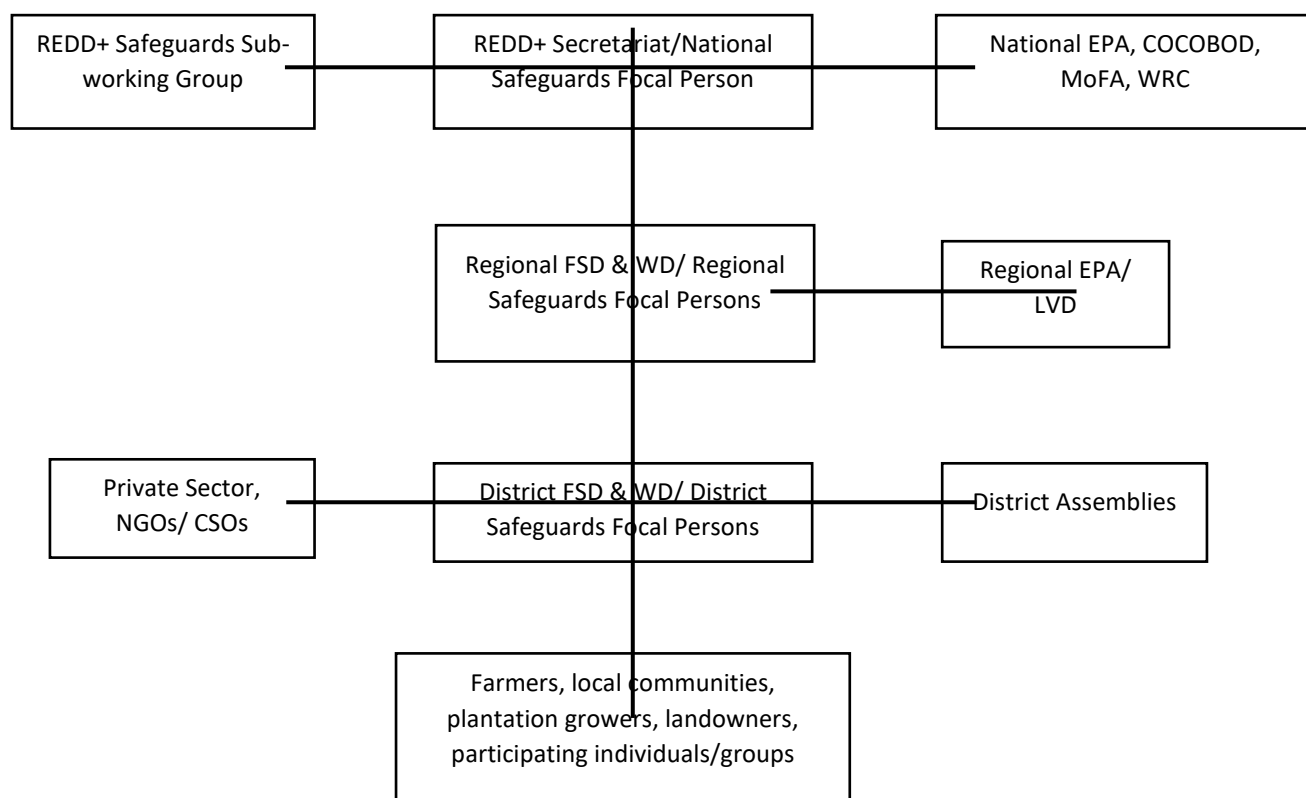 REDD+ Safeguards Sub-
working Group
REDD+ Secretariat/National
Safeguards Focal Person
National EPA, COCOBOD,
MoFA, WRC
Regional FSD & WD/ Regional
Safeguards Focal Persons
Regional EPA/
LVD
Private Sector,
NGOs/ CSOs
District FSD & WD/ District
Safeguards Focal Persons
District Assemblies
Farmers, local communities,
plantation growers, landowners,
participating individuals/groups